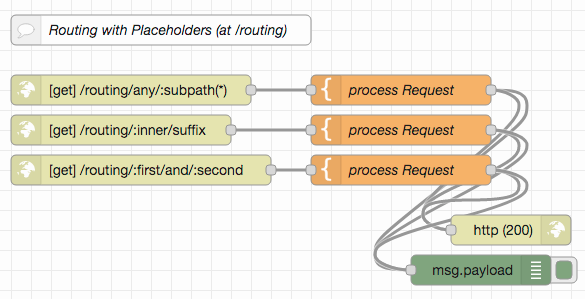 Routing with Placeholders (at /routing)
[get] /routing/any/:subpath(*)
{ process Request
[get] /routing/:inner/suffix
{ process Request
[get] /routing/:first/and/:second
{ process Request
http (200)
msg.payload